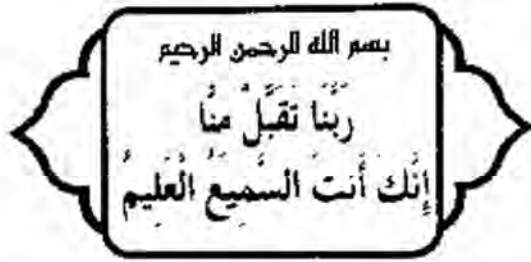 بسم الله الرحمن الرحيم
رَبَّنَا تَقَبَّلْ مِنَّا
إِنَّكَ أَنتَ السَّمِيعُ الْعَلِيمُ